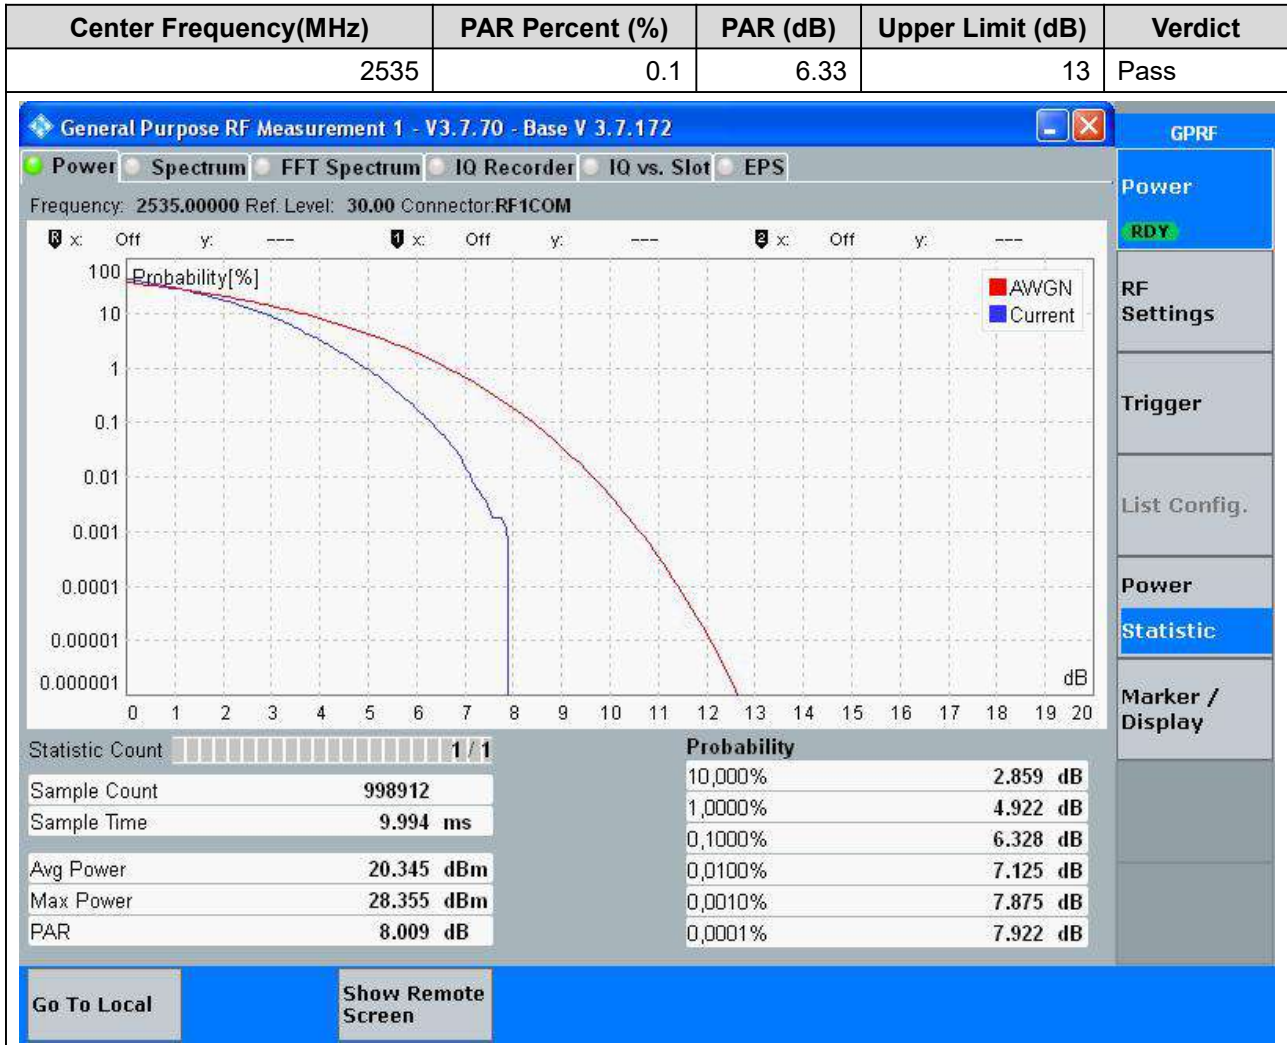 Center Frequency(MHz) PAR Percent (%) PAR (dB) Upper Limit (dB) Verdict
2535 0.1 6.33 13 Pass
General Purpose RF Measurement 1 - V3.7.70 - Base V 3.7.172
GPRF
Power Spectrum FFT Spectrum IQ Recorder IQ vs. Slot EPS
Power
RDY
Frequency: 2535.00000 Ref. Level: 30.00 Connector:RF1COM
R x: Off y: --- 1 x: Off y: --- 2 x: Off y: ---
Probability[%]
AWGN
Current
100
10
1
0.1
0.01
0.001
0.0001
0.00001
0.000001
dB
0 1 2 3 4 5 6 7 8 9 10 11 12 13 14 15 16 17 18 19 20
RF
Settings
Trigger
List Config.
Power
Statistic
Marker /
Display
Statistic Count 1 / 1
Sample Count 998912
Sample Time 9.994 ms
Avg Power 20.345 dBm
Max Power 28.355 dBm
PAR 8.009 dB
Probability
10,000% 2.859 dB
1,0000% 4.922 dB
0,1000% 6.328 dB
0,0100% 7.125 dB
0,0010% 7.875 dB
0,0001% 7.922 dB
Go To Local
Show Remote
Screen